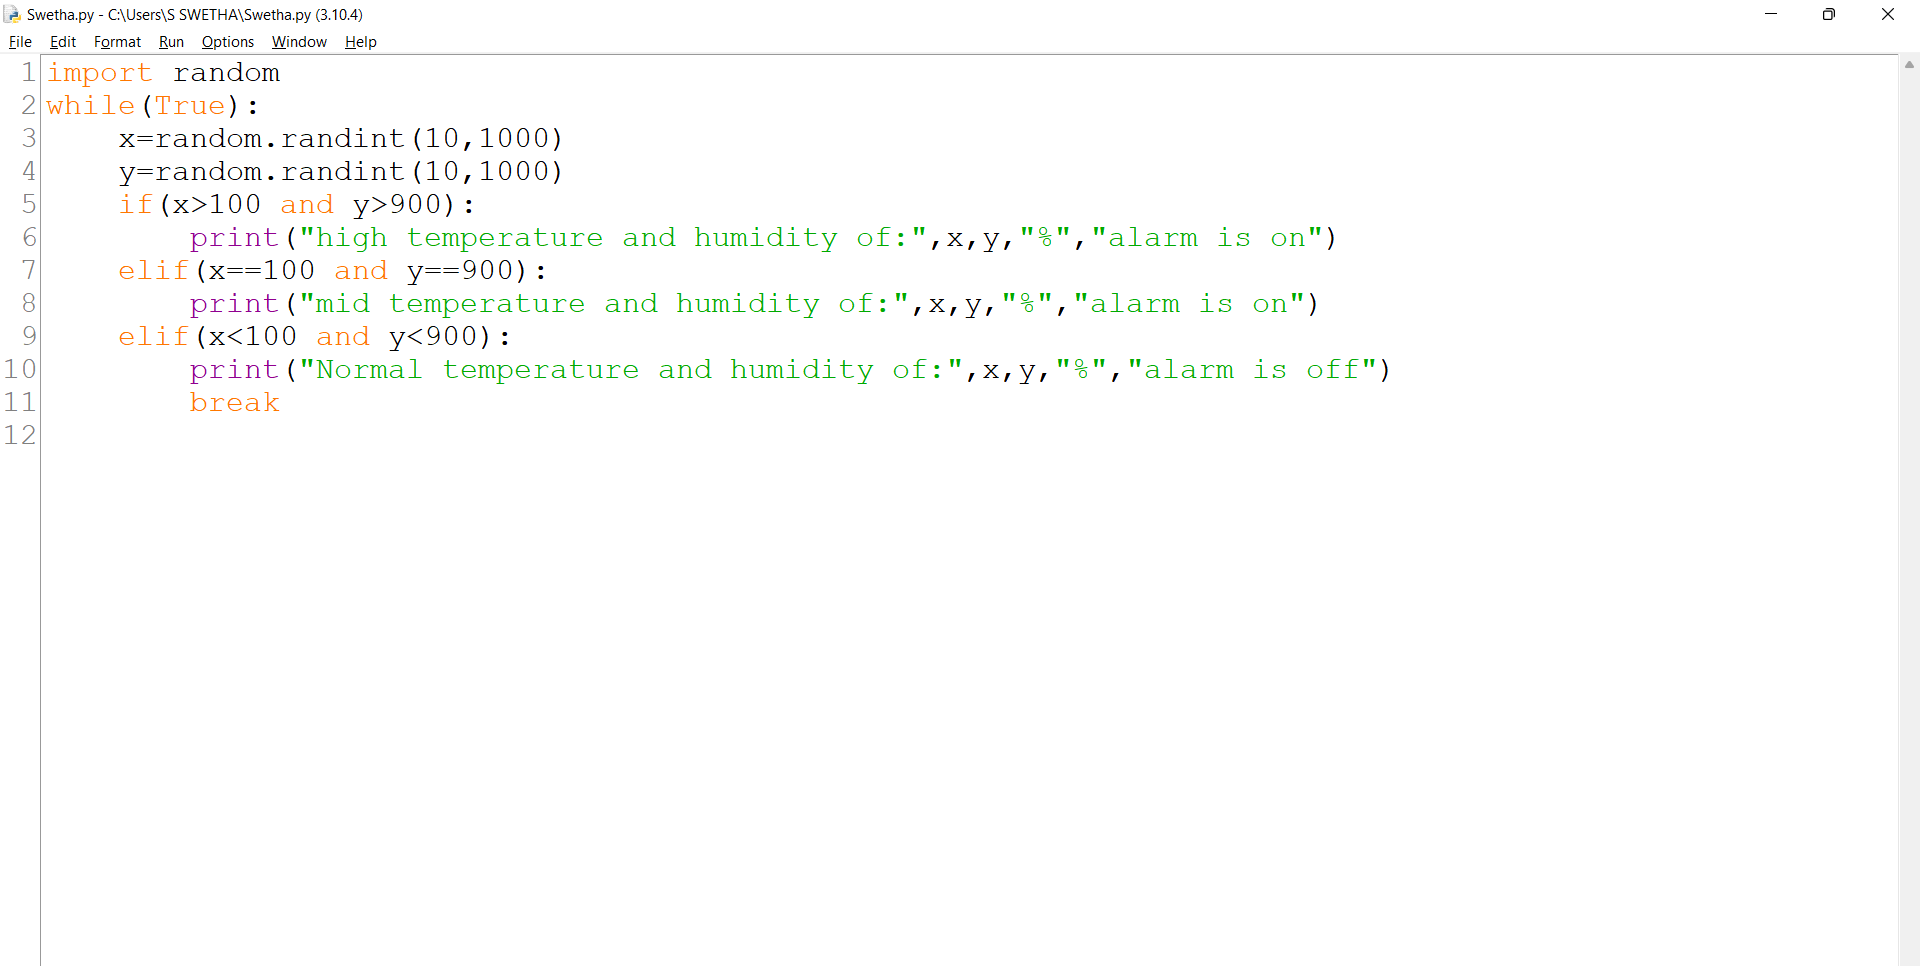 Swetha.py - C:\Users\S SWETHA\Swetha.py (3.10.4)
File Edit Format Run Options Window Help
1 import random
2 while(True):
3     x=random.randint(10,1000)
4     y=random.randint(10,1000)
5     if(x>100 and y>900):
6         print("high temperature and humidity of:",x,y,"%","alarm is on")
7     elif(x==100 and y==900):
8         print("mid temperature and humidity of:",x,y,"%","alarm is on")
9     elif(x<100 and y<900):
10         print("Normal temperature and humidity of:",x,y,"%","alarm is off")
11         break
12